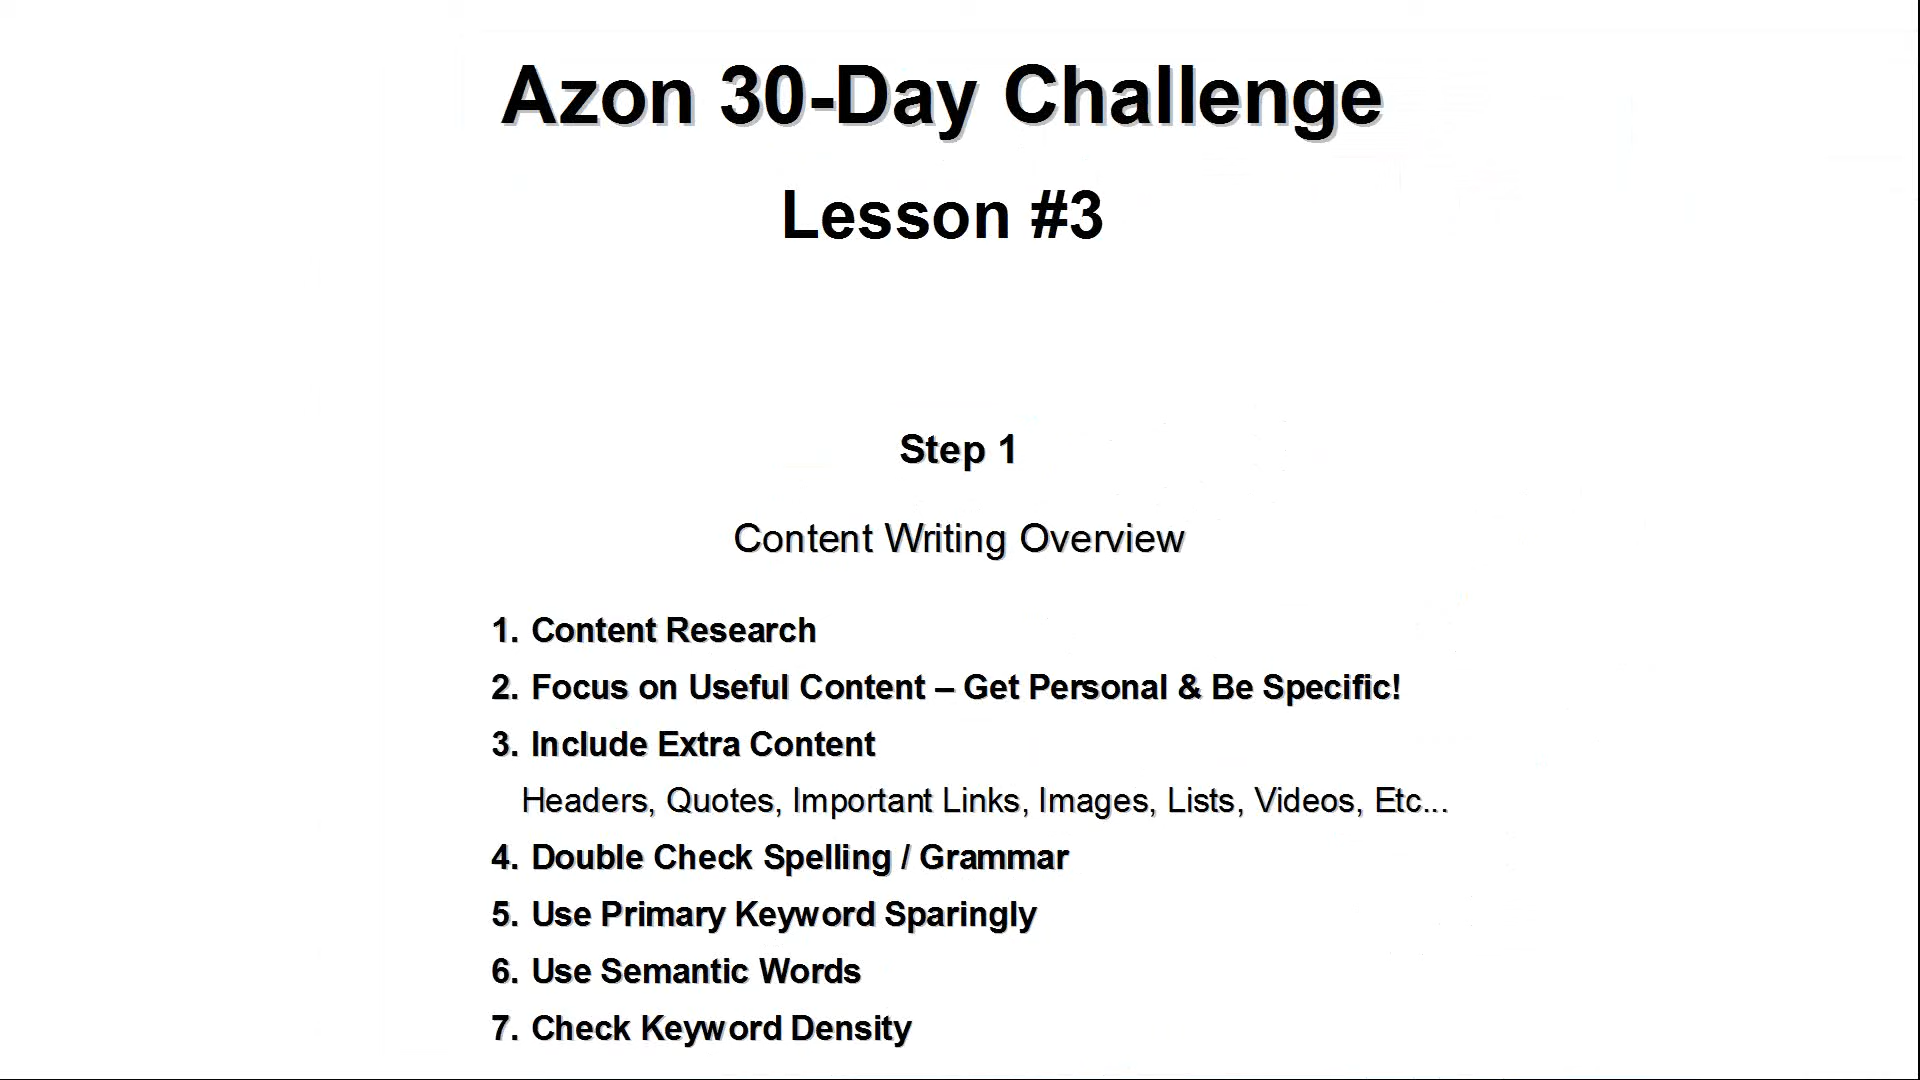 Azon 30-Day Challenge
Lesson #3
Step 1
Content Writing Overview
1. Content Research
2. Focus on Useful Content – Get Personal & Be Specific!
3. Include Extra Content
Headers, Quotes, Important Links, Images, Lists, Videos, Etc...
4. Double Check Spelling / Grammar
5. Use Primary Keyword Sparingly
6. Use Semantic Words
7. Check Keyword Density